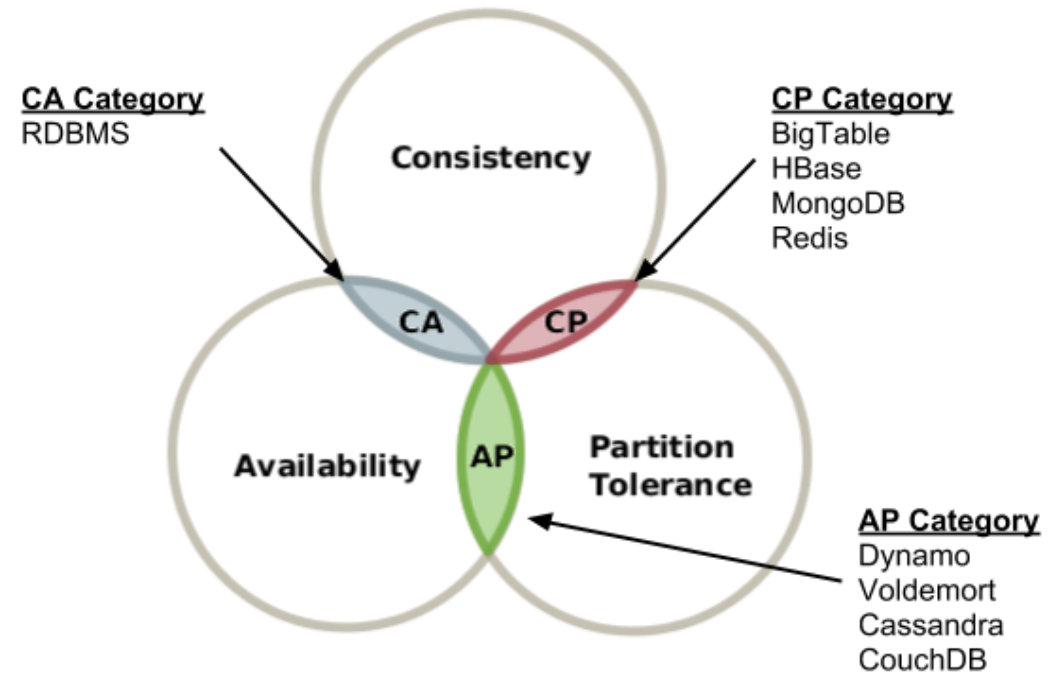 CA Category
RDBMS
CP Category
BigTable
HBase
MongoDB
Redis
Consistency
CA
CP
AP
Availability
Partition
Tolerance
AP Category
Dynamo
Voldemort
Cassandra
CouchDB